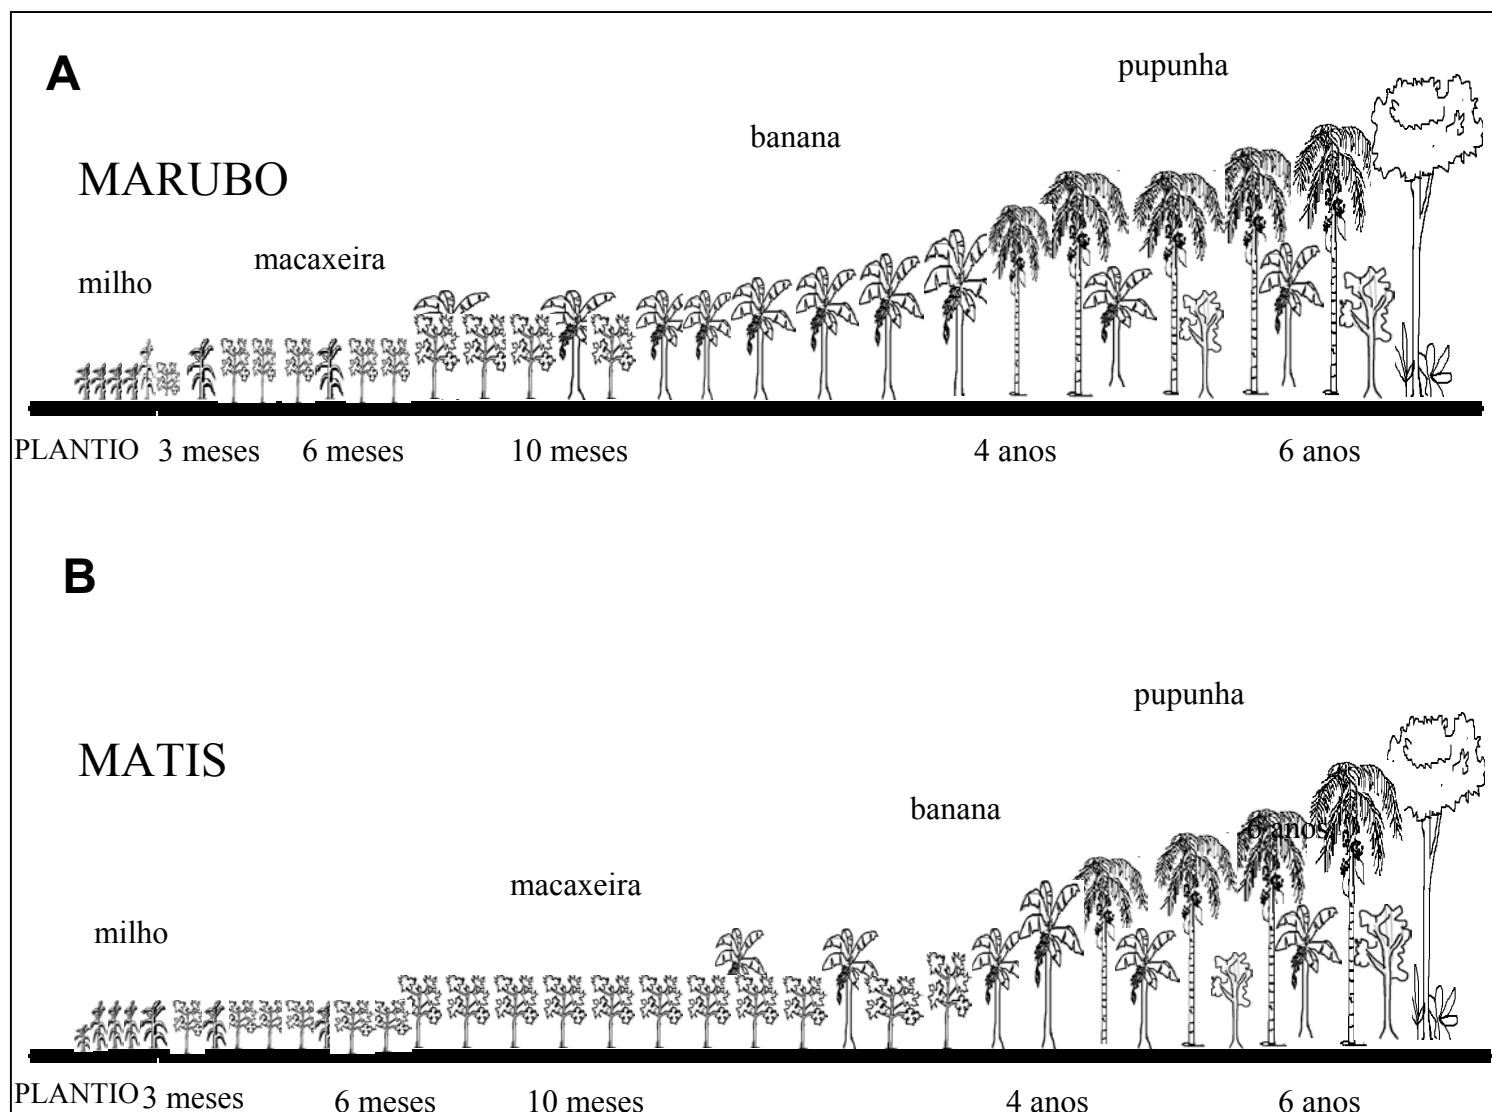 A
pupunha
banana
MARUBO
macaxeira
milho
PLANTIO 3 meses 6 meses 10 meses 4 anos 6 anos
B
pupunha
MATIS
banana
6 anos
macaxeira
milho
PLANTIO 3 meses 6 meses 10 meses 4 anos 6 anos